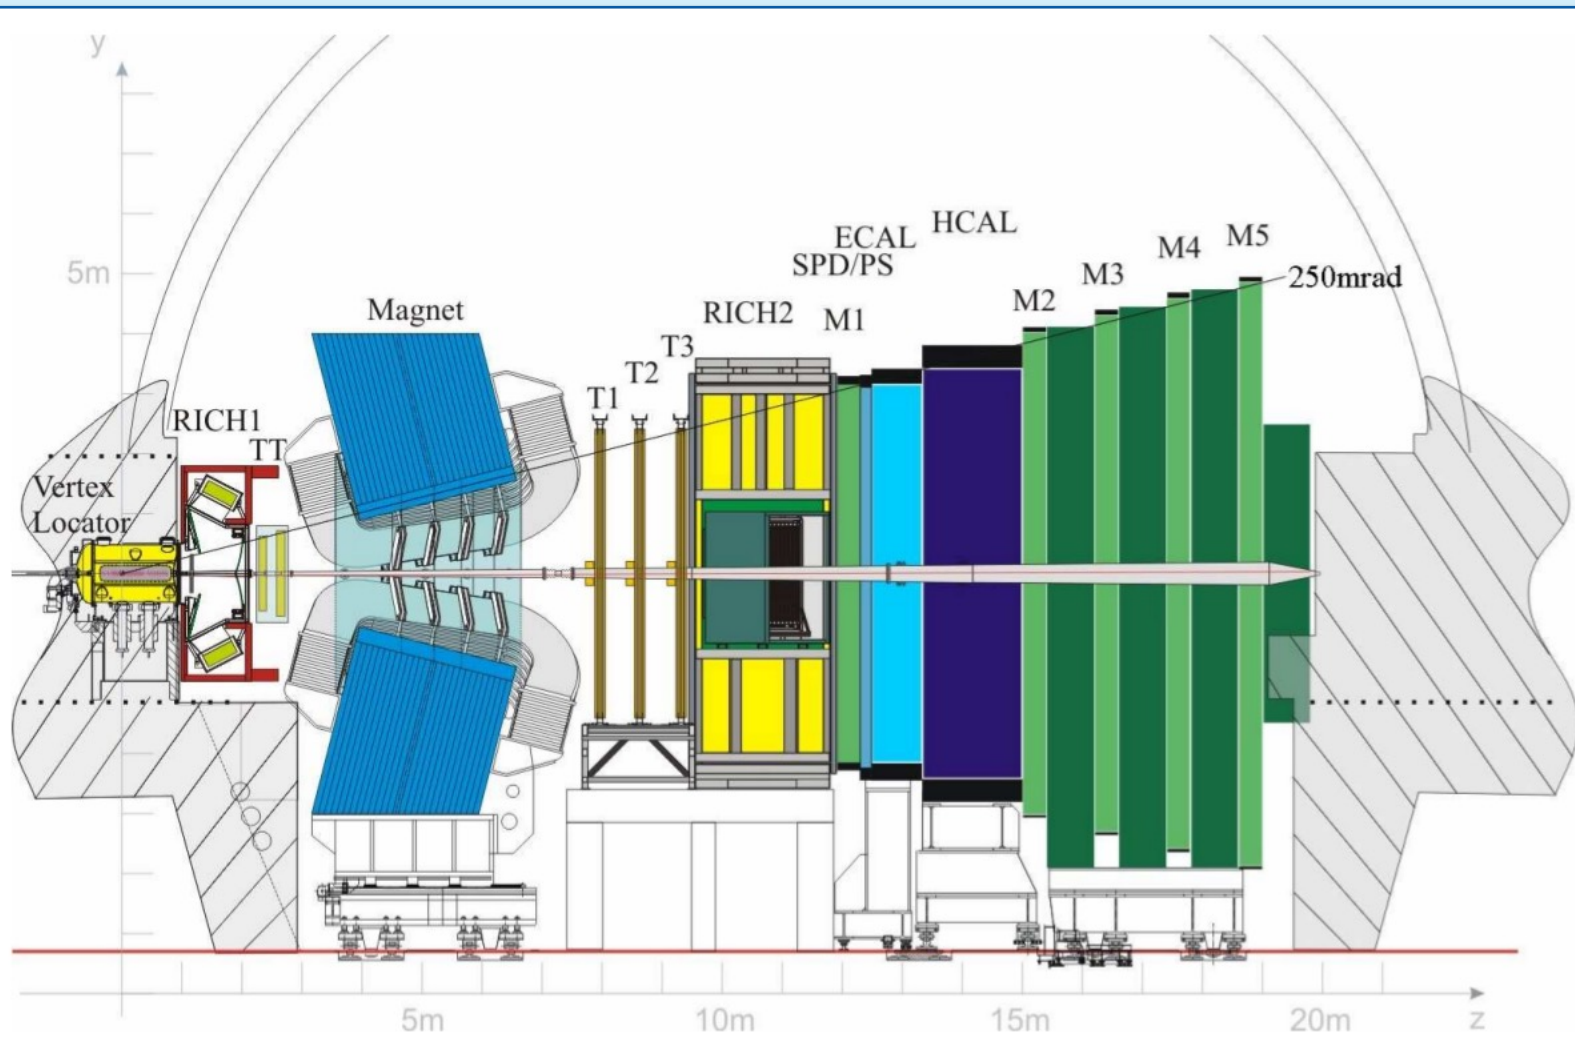 y
5m
HCAL
ECAL
SPD/PS
M5
M4
M3
250mrad
M2
Magnet
RICH2
M1
T3
T2
T1
RICH1
TT
Vertex
Locator
5m
10m
15m
20m
z